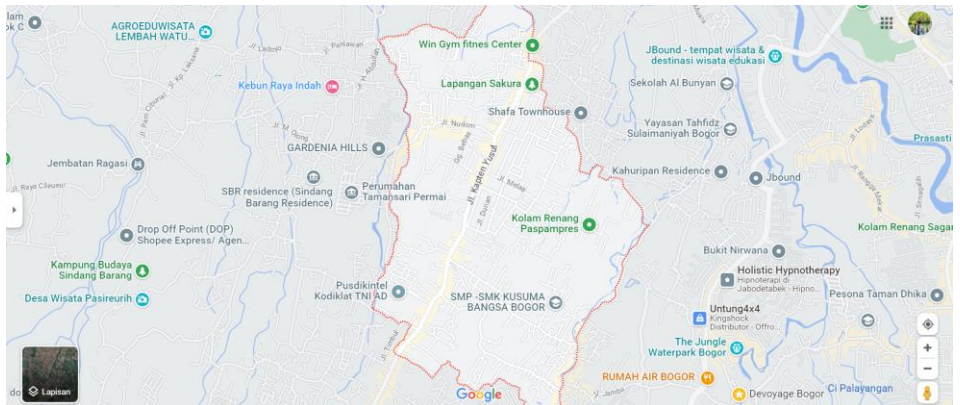 AGROEDUWISATA
LEMBAH WATU...
Jl. Pahlawan
Kebun Raya Indah
Win Gym fitnes Center
Lapangan Sakura
Shafa Townhouse
JBound - tempat wisata &
destinasi wisata edukasi
Sekolah Al Bunyan
Yayasan Tahfidz
Sulaimaniyah Bogor
Prasasti
GARDENIA HILLS
Jembatan Ragasi
SBR residence (Sindang
Barang Residence)
Perumahan
Tamansari Permai
Jl. Kapten Yusuf
Jl. Melati
Jl. Durian
Kahuripan Residence
Jbound
Kolam Renang
Paspampres
Kolam Renang Sagar
Drop Off Point (DOP)
Shopee Express/ Agen...
Kampung Budaya
Sindang Barang
Desa Wisata Pasireurih
Pusdikintel
Kodiklat TNI AD
SMP -SMK KUSUMA
BANGSA BOGOR
Bukit Nirwana
Holistic Hypnotherapy
Hipnoterapi di
Jabodetabek - Hipno...
Untung4x4
Kingshock
Distributor - Offro...
Pesona Taman Dhika
The Jungle
Waterpark Bogor
RUMAH AIR BOGOR
Devoyage Bogor
Ci Palayangan
Lapisan
Google